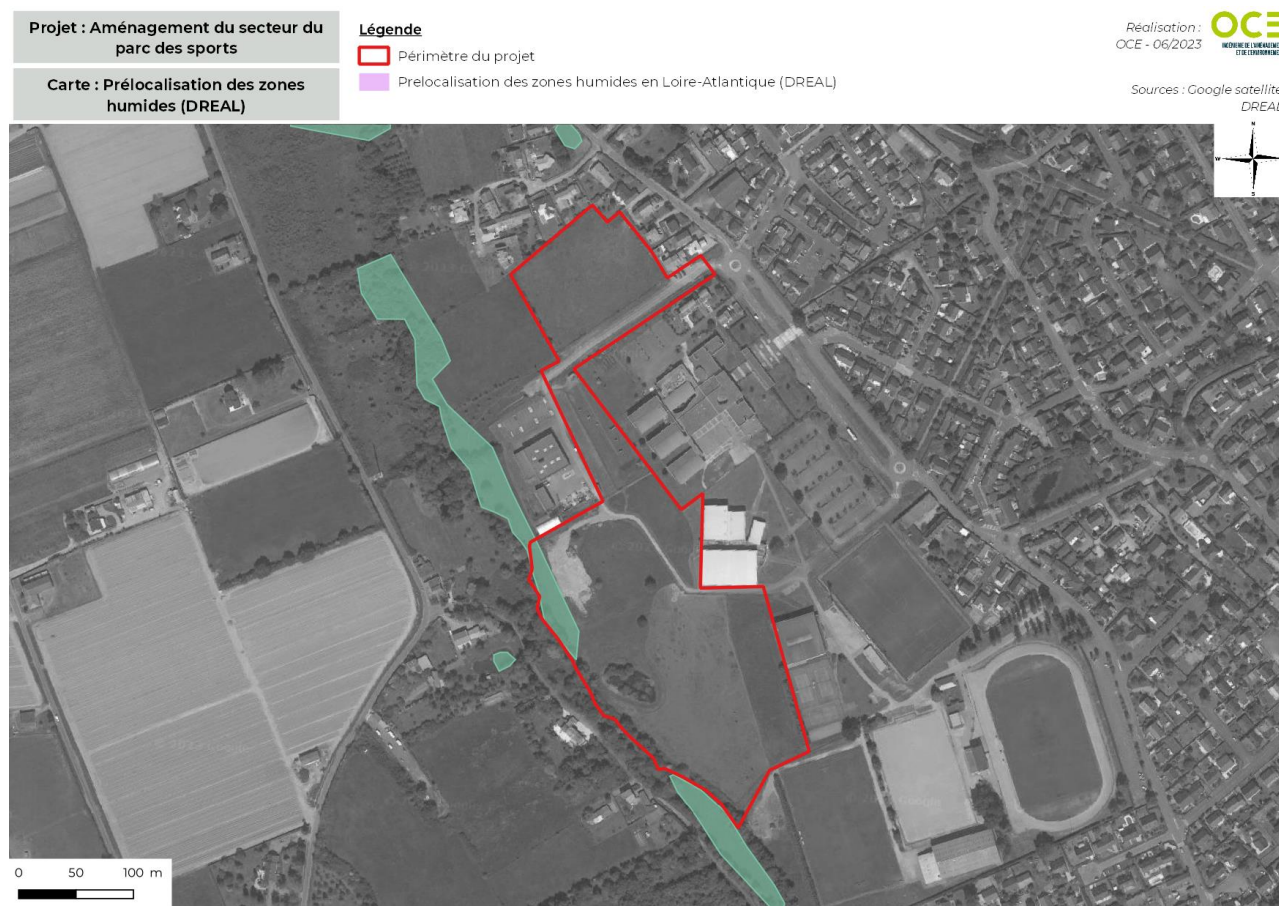 Projet : Aménagement du secteur du
parc des sports
Carte : Prélocalisation des zones
humides (DREAL)
Légende
Périmètre du projet
Prelocalisation des zones humides en Loire-Atlantique (DREAL)
Réalisation :
OCE - 06/2023
OCE
Sources : Google satellite
DREAL
N
W
S
0 50 100 m